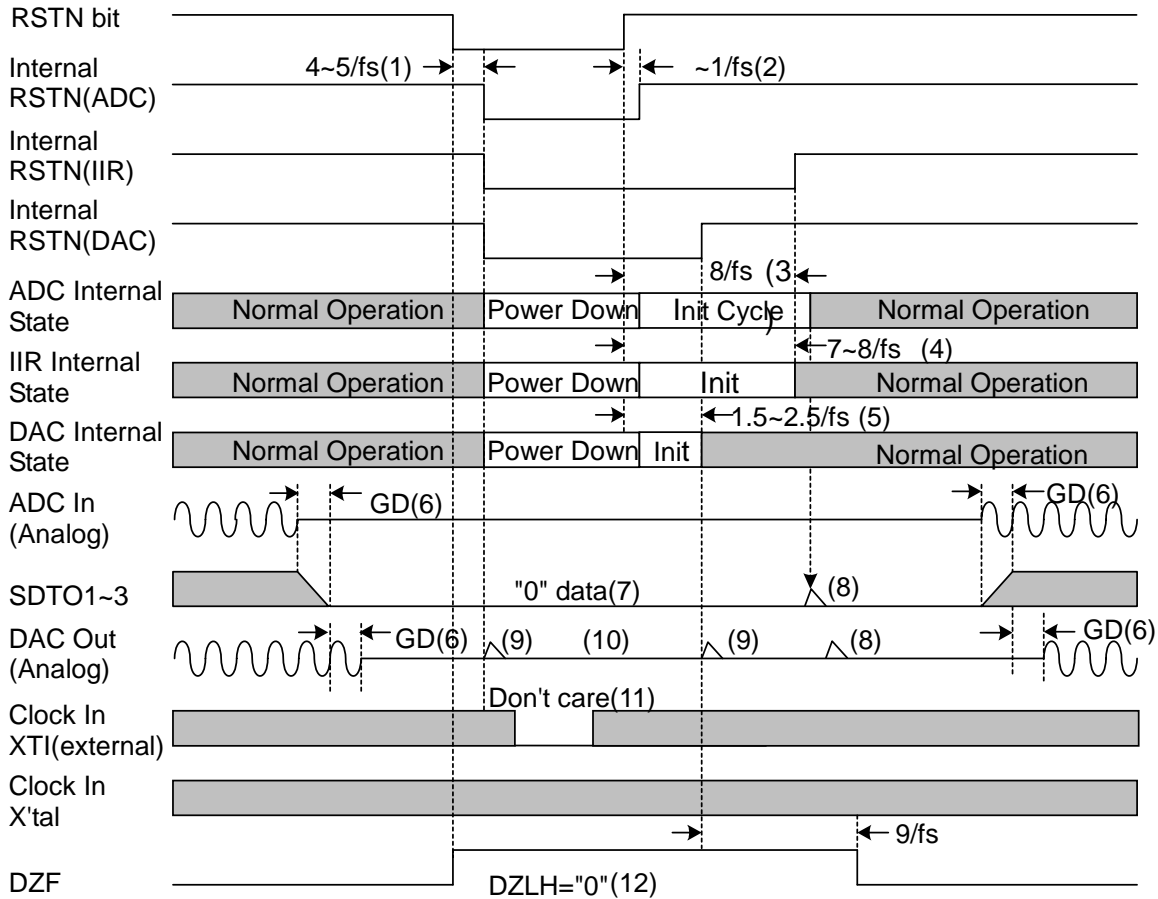 RSTN bit
4~5/fs(1)
~1/fs(2)
Internal
RSTN(ADC)
Internal
RSTN(IIR)
Internal
RSTN(DAC)
8/fs (3
)
ADC Internal
State
Normal Operation
Power Down
Init Cycle
Normal Operation
7~8/fs (4)
IIR Internal
State
Normal Operation
Power Down
Init
Normal Operation
1.5~2.5/fs (5)
DAC Internal
State
Normal Operation
Power Down
Init
Normal Operation
ADC In
(Analog)
GD(6)
GD(6)
SDTO1~3
"0" data(7)
(8)
DAC Out
(Analog)
GD(6)
(9)
(10)
(9)
(8)
GD(6)
Don't care(11)
Clock In
XTI(external)
Clock In
X'tal
9/fs
DZF
DZLH="0"(12)